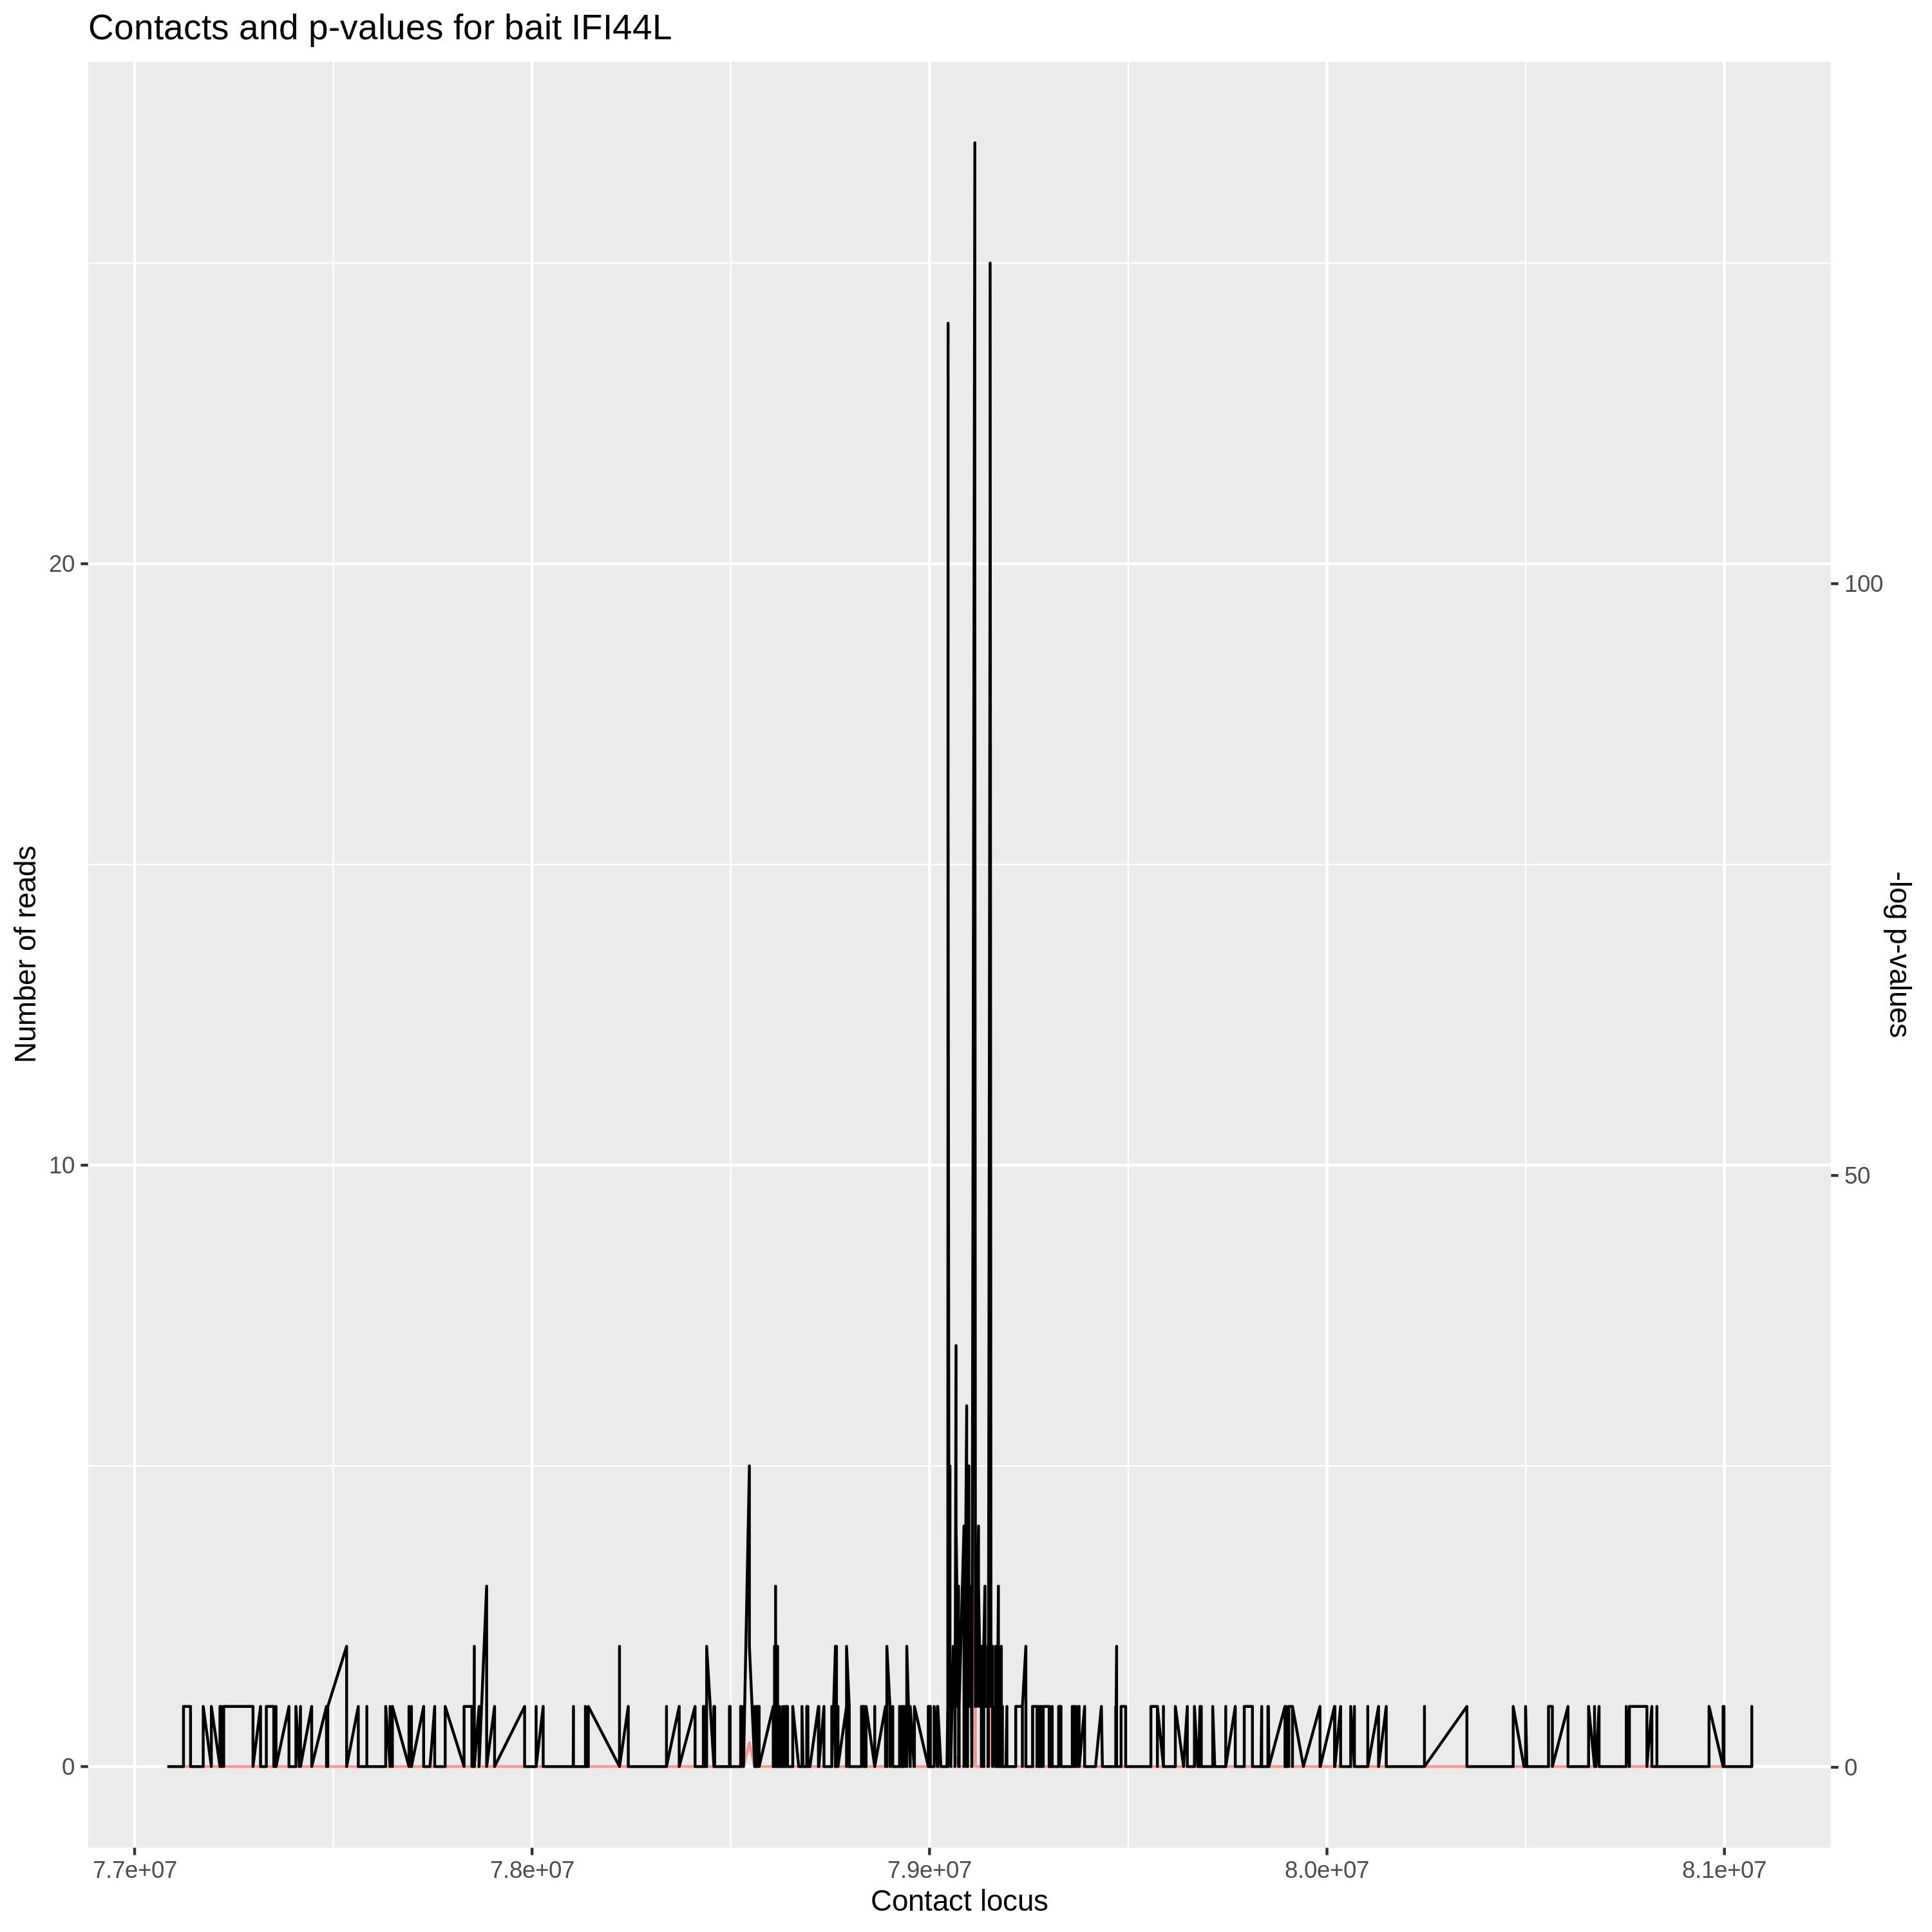 Contacts and p-values for bait IFI44L
Number of reads
20
10
0
100
50
0
-log p-values
7.7e+07
7.8e+07
7.9e+07
8.0e+07
8.1e+07
Contact locus